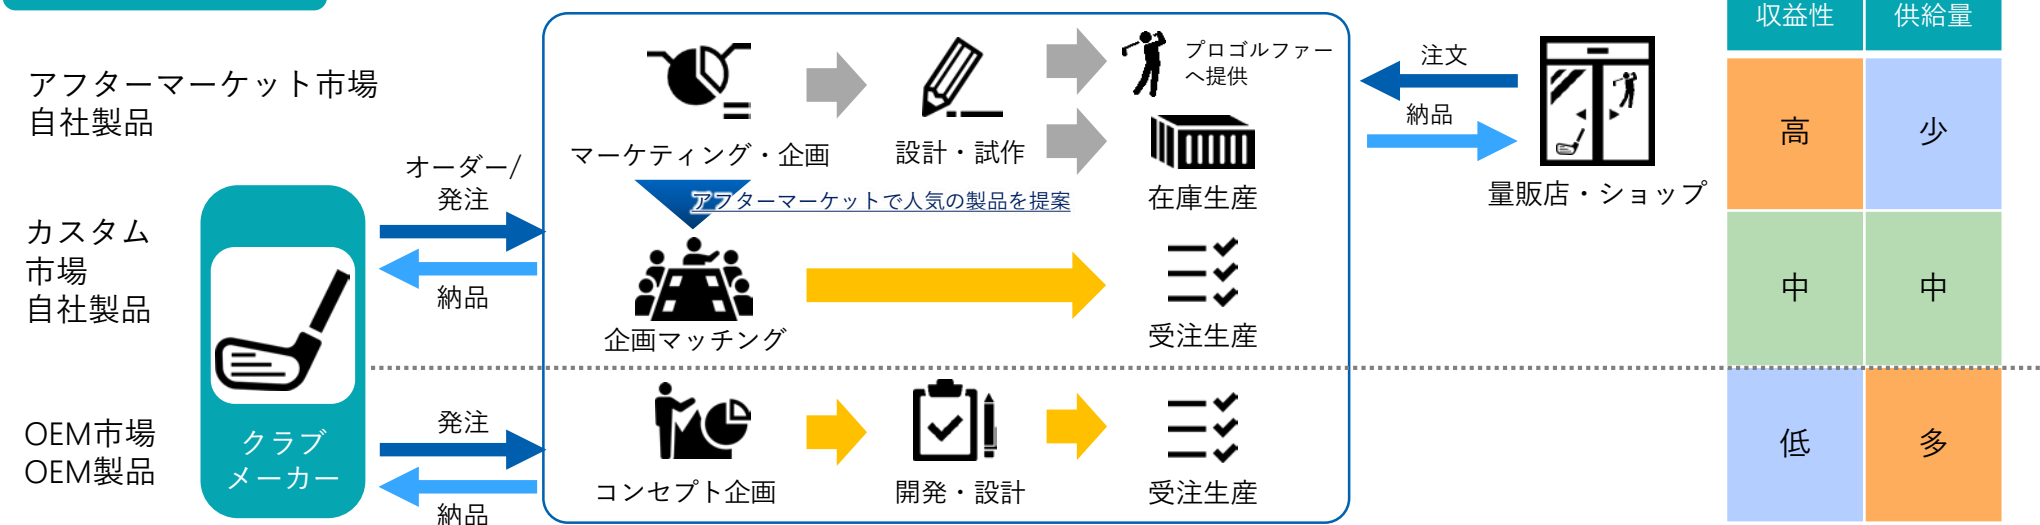 収益性
供給量
アフターマーケット市場
自社製品
プロゴルファー
へ提供
注文
納品
高
少
マーケティング・企画
設計・試作
在庫生産
量販店・ショップ
オーダー/
発注
アフターマーケットで人気の製品を提案
カスタム
市場
自社製品
納品
企画マッチング
受注生産
中
中
OEM市場
OEM製品
クラブ
メーカー
発注
納品
コンセプト企画
開発・設計
受注生産
低
多